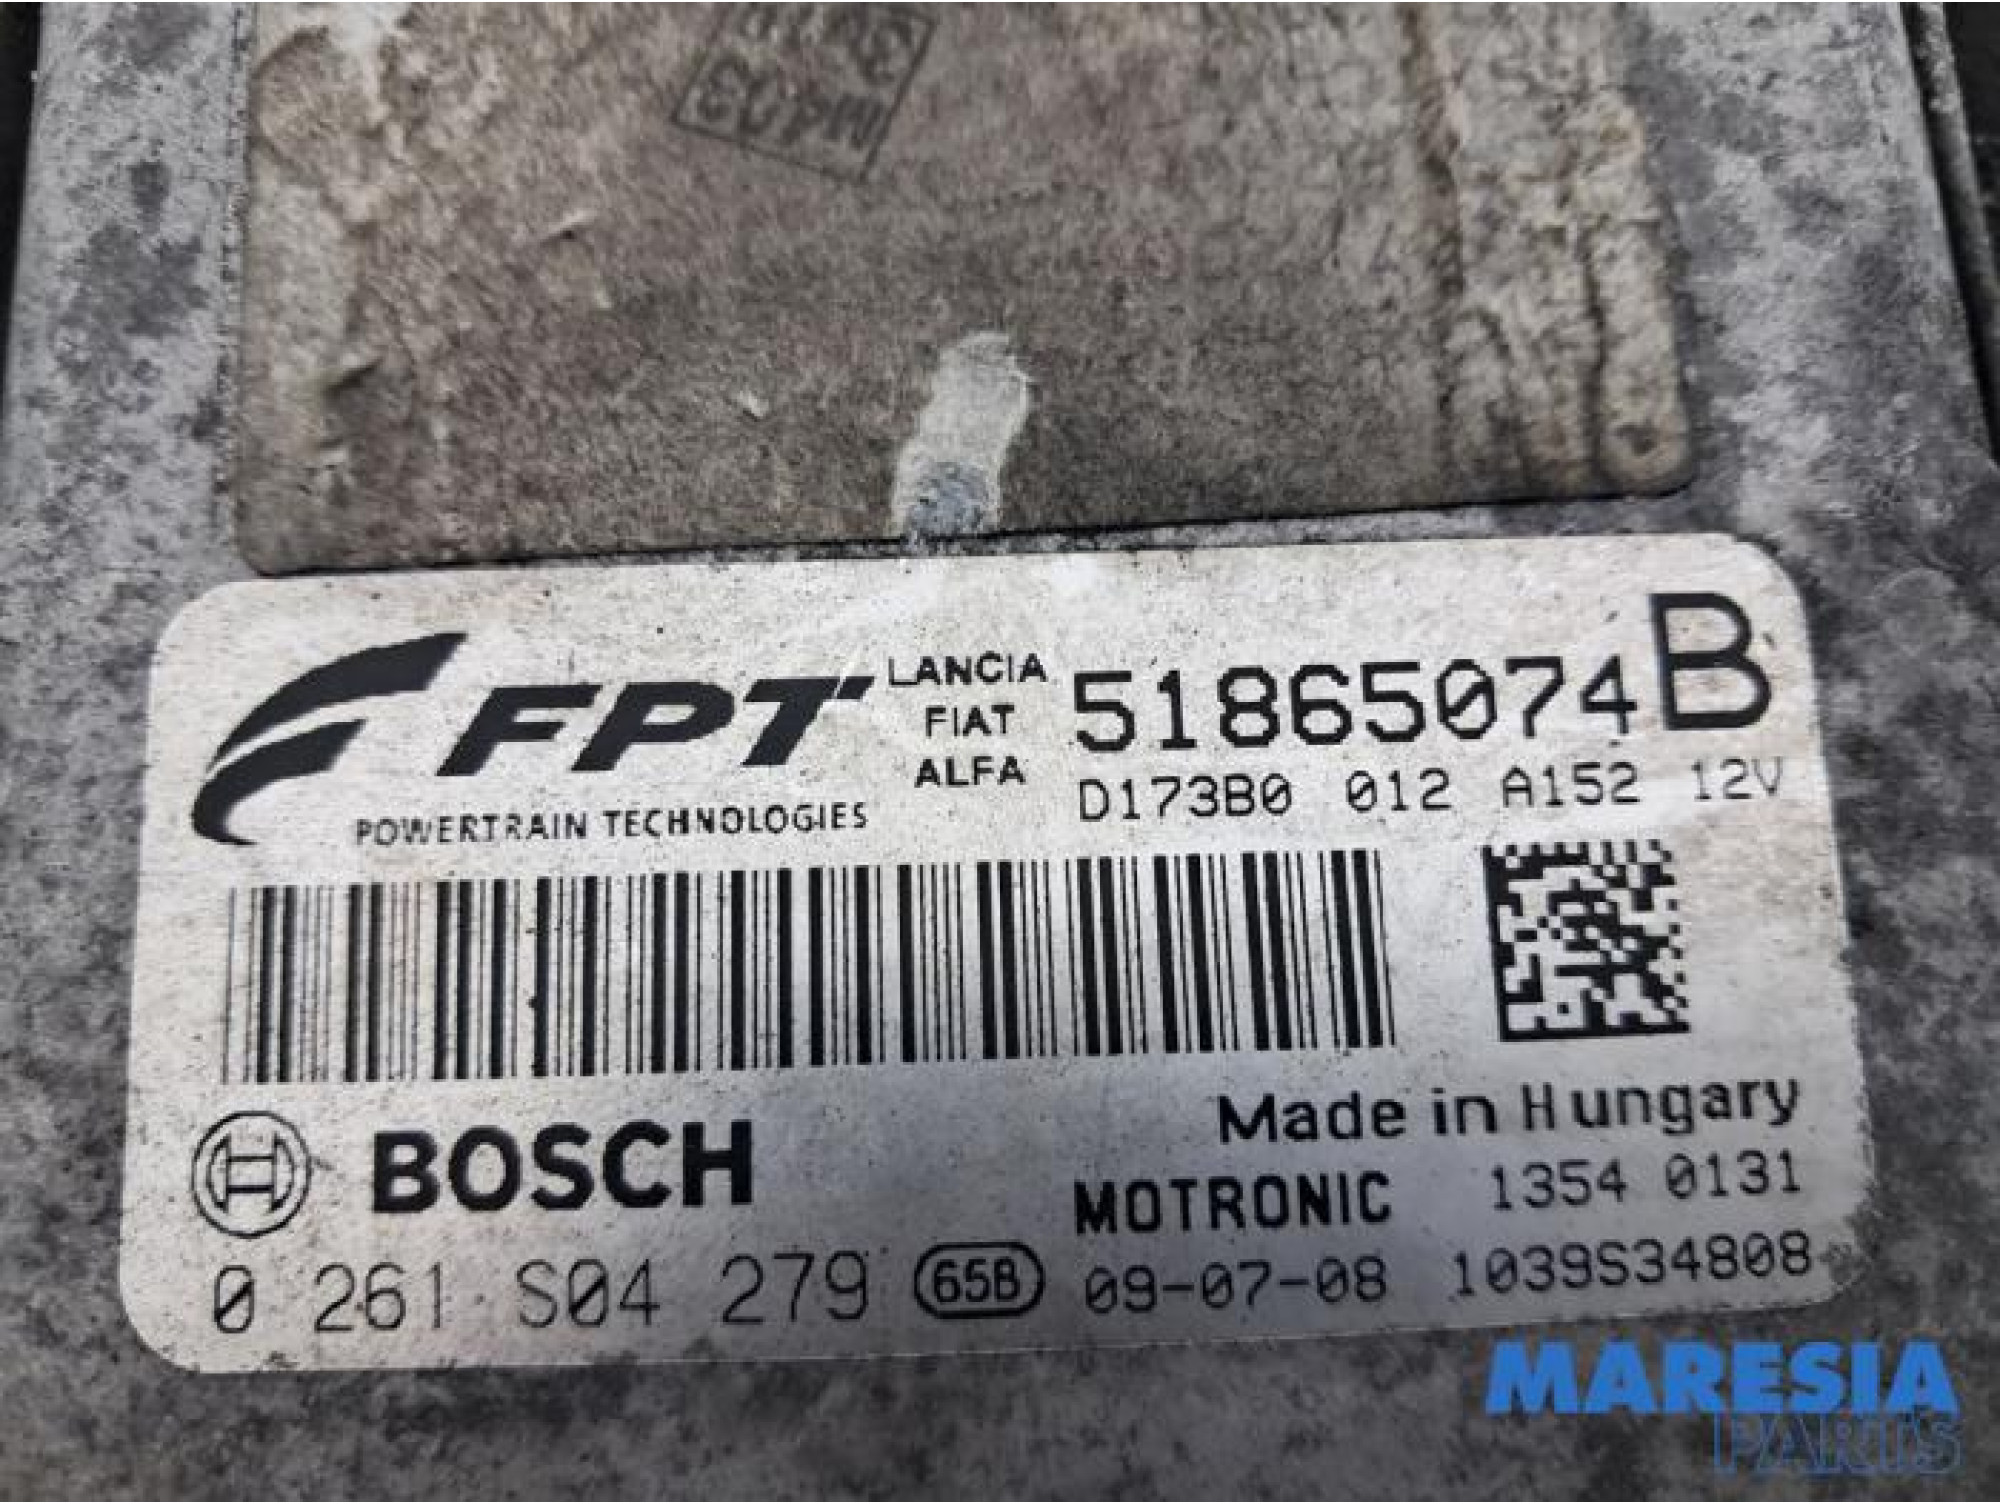 FPT
POWERTRAIN TECHNOLOGIES
LANCIA
FIAT
ALFA
51865074 B
D173B0 012 A152 12V
Made in Hungary
BOSCH
MOTRONIC 1354 0131
0 261 S04 279 65B 09-07-08 1039S34808
MARESIA
PARTS